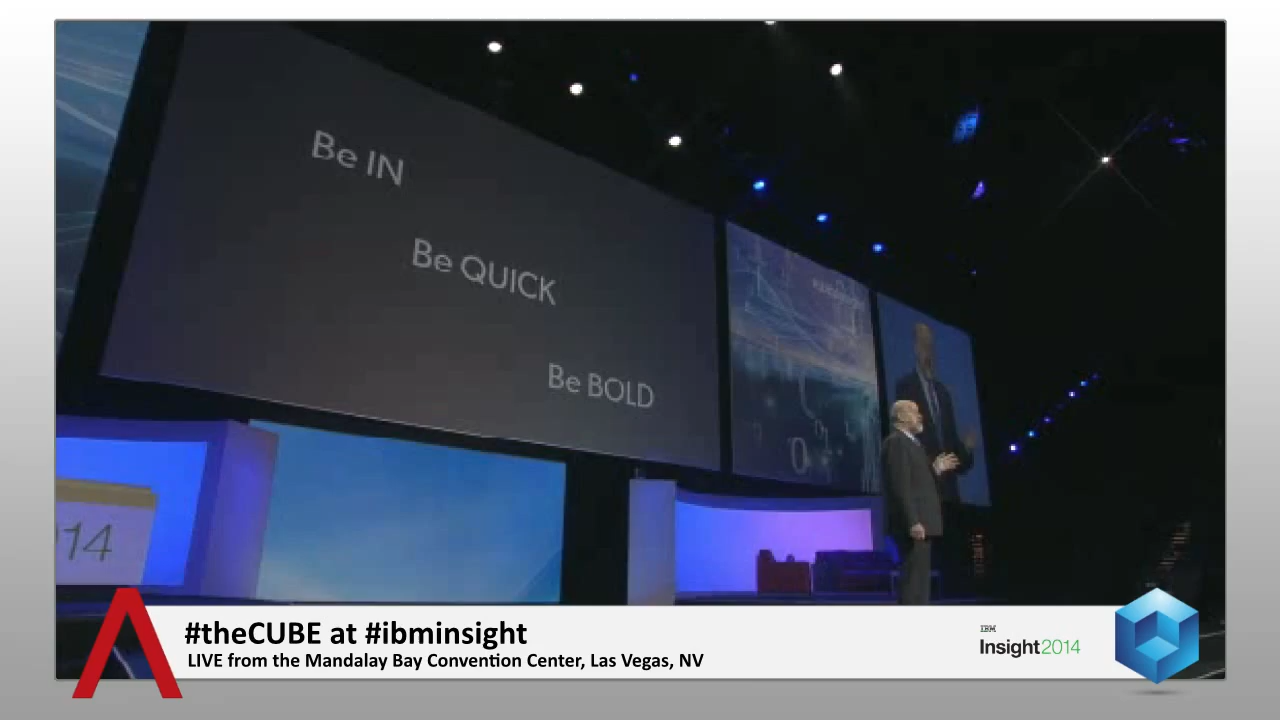 Be IN
Be QUICK
Be BOLD
14
#theCUBE at #ibminsight
LIVE from the Mandalay Bay Convention Center, Las Vegas, NV
IBM
Insight2014